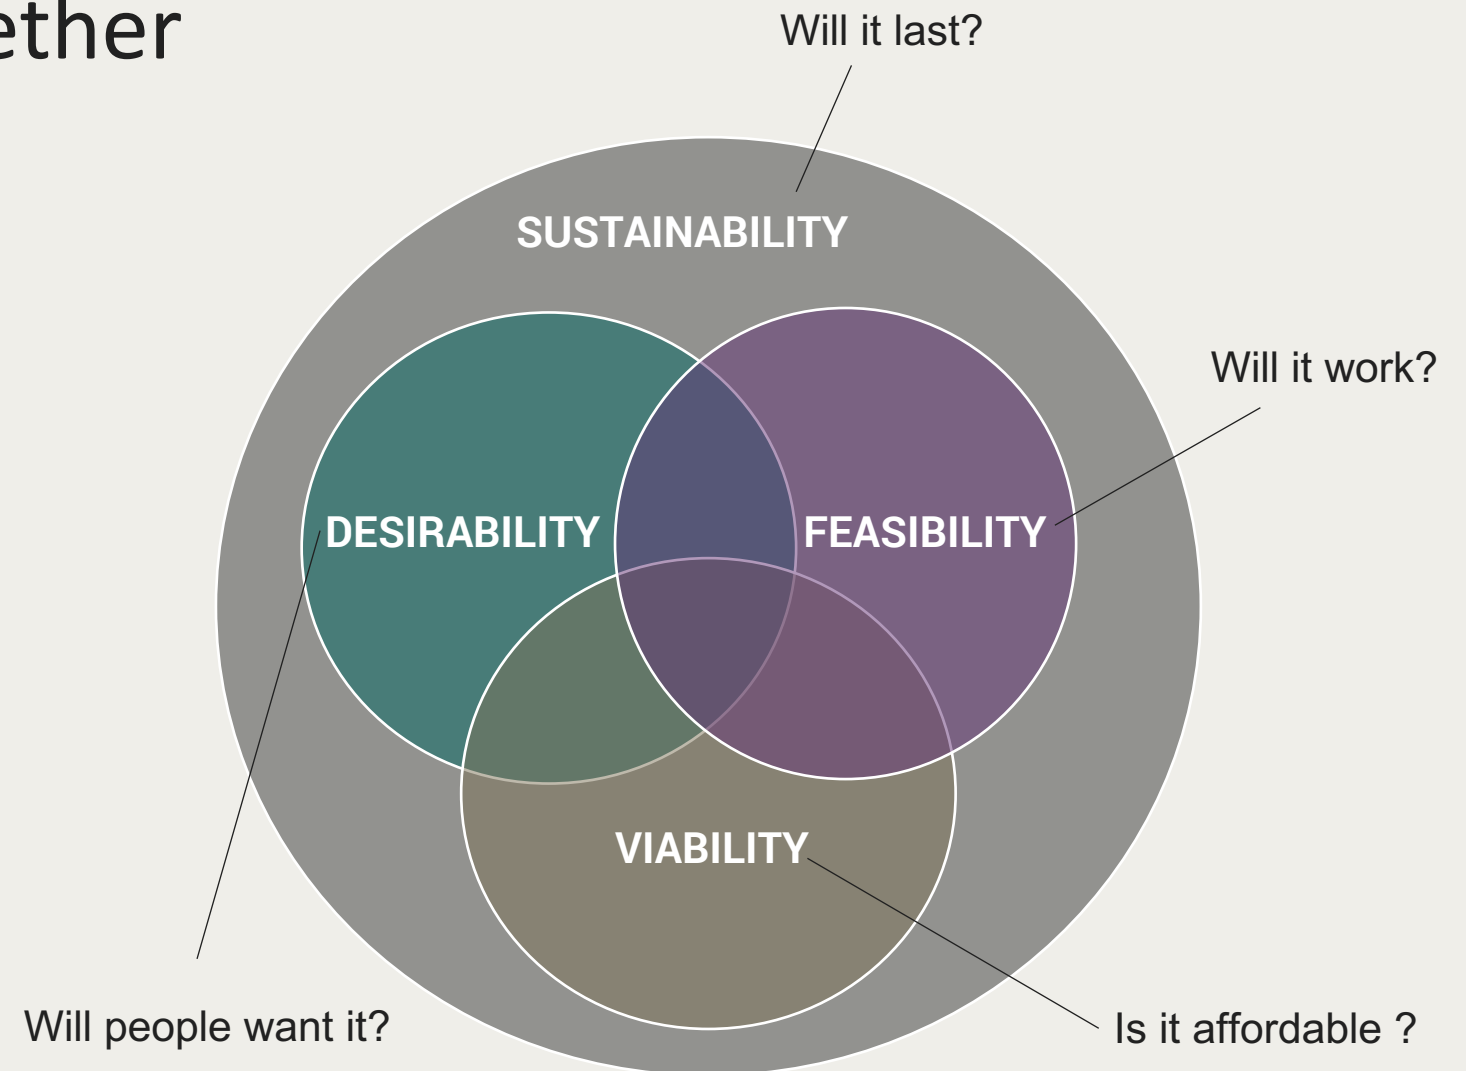 ether
Will it last?
SUSTAINABILITY
Will it work?
DESIRABILITY
FEASIBILITY
VIABILITY
Will people want it?
Is it affordable ?